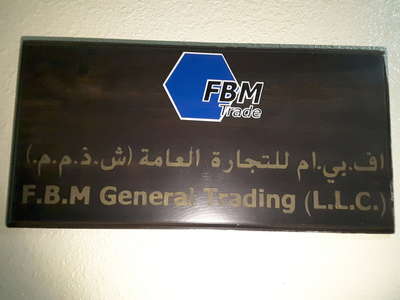 FBM
Trade
اف.بي.ام للتجارة العامة (ش.ذ.م.م.)
F.B.M General Trading (L.L.C.)